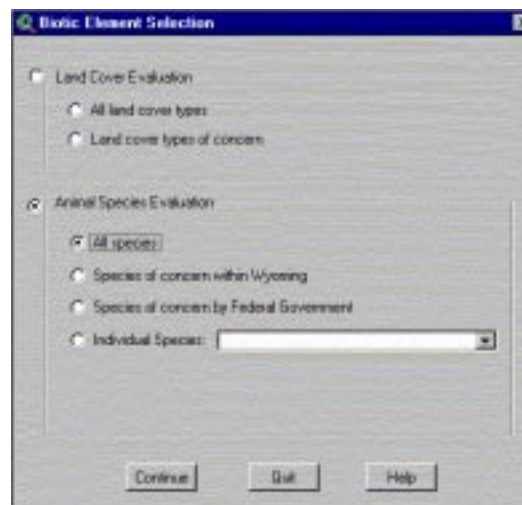 Biotic Element Selection
Land Cover Evaluation
All land cover types
Land cover types of concern
Animal Species Evaluation
All species
Species of concern within Wyoming
Species of concern by Federal Government
Individual Species:
Continue Quit Help